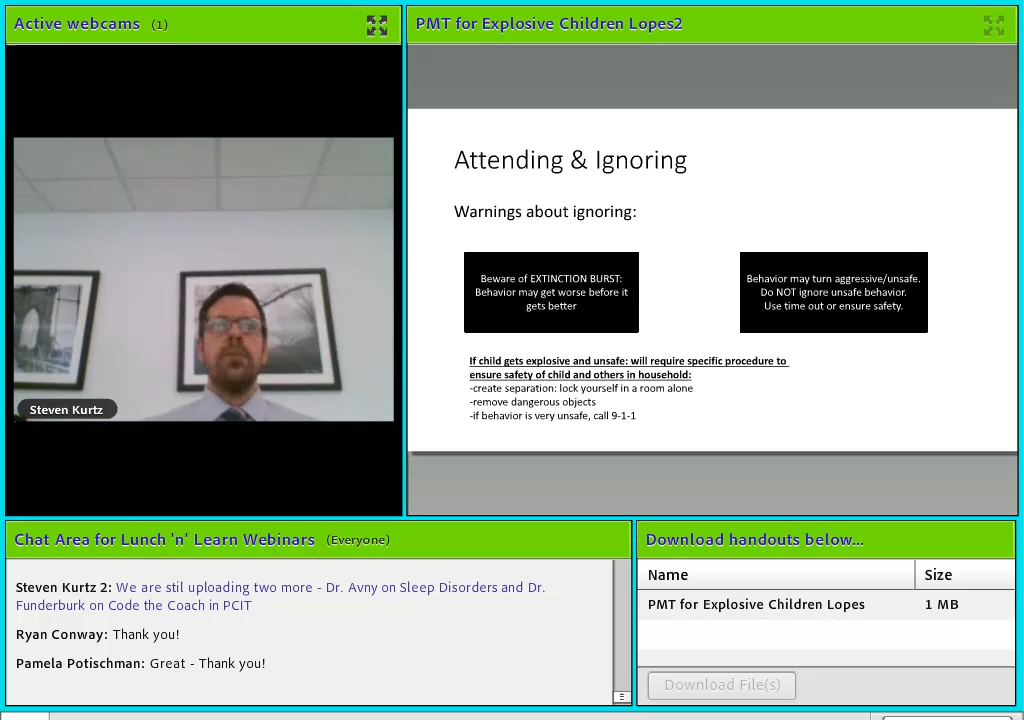 Active webcams (1)
PMT for Explosive Children Lopes2
Steven Kurtz
Attending & Ignoring
Warnings about ignoring:
Beware of EXTINCTION BURST:
Behavior may get worse before it
gets better
Behavior may turn aggressive/unsafe.
Do NOT ignore unsafe behavior.
Use time out or ensure safety.
If child gets explosive and unsafe: will require specific procedure to
ensure safety of child and others in household:
-create separation: lock yourself in a room alone
-remove dangerous objects
-if behavior is very unsafe, call 9-1-1
Chat Area for Lunch 'n' Learn Webinars (Everyone)
Steven Kurtz 2: We are stil uploading two more - Dr. Avny on Sleep Disorders and Dr.
Funderburk on Code the Coach in PCIT
Ryan Conway: Thank you!
Pamela Potischman: Great - Thank you!
Download handouts below...
Name Size
PMT for Explosive Children Lopes 1 MB
Download File(s)